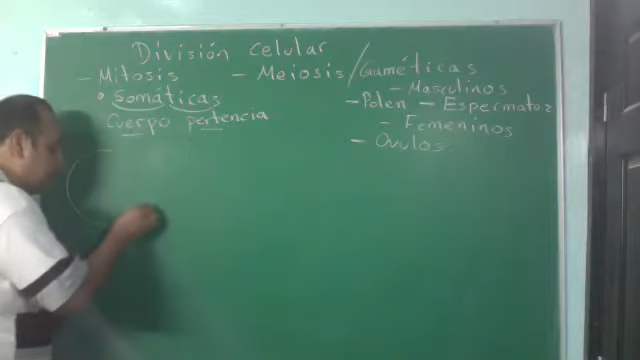 División celular
- Mitosis - Meiosis / Gaméticas
• Somáticas - Masculinos
Cuerpo pertencia - Polen - Espermatoz
- Femeninos
- Ovulos